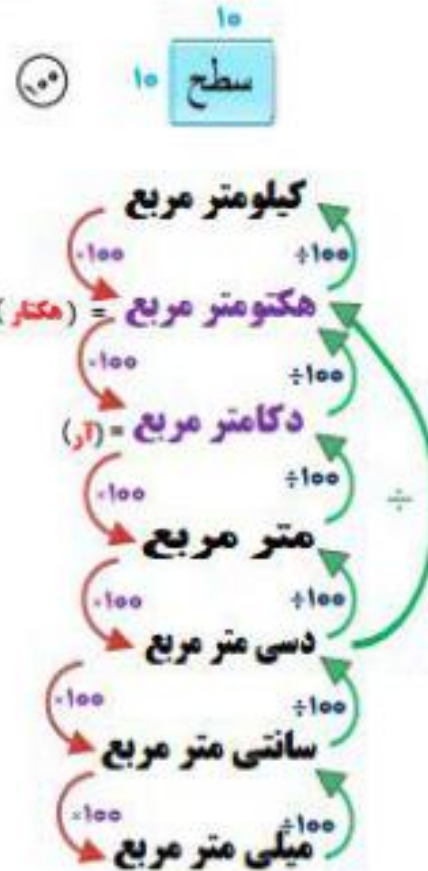 ۱۰
۱۰ سطح ۱۰۰
کیلومتر مربع
÷۱۰۰ ×۱۰۰
هکتومتر مربع = (هکتار)
÷۱۰۰ ×۱۰۰
دکامتر مربع = (آر)
÷۱۰۰ ×۱۰۰
متر مربع
÷
÷۱۰۰ ×۱۰۰
دسی متر مربع
÷۱۰۰ ×۱۰۰
سانتی متر مربع
÷۱۰۰ ×۱۰۰
میلی متر مربع